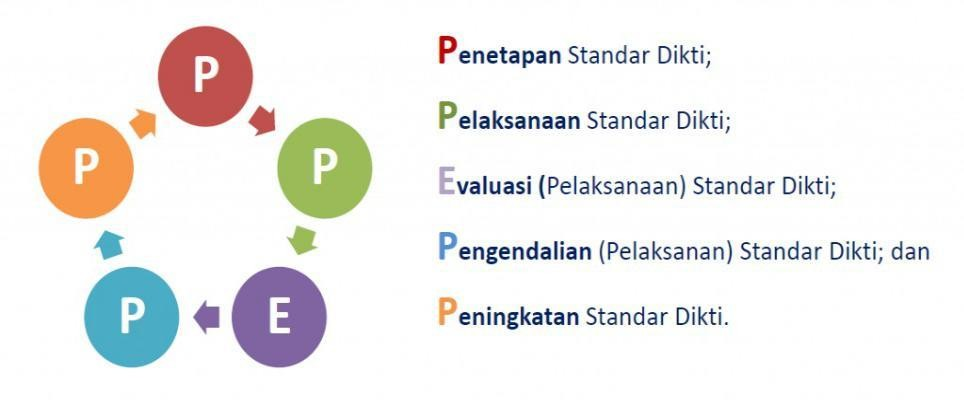 P
P
P
P
E
Penetapan Standar Dikti;
Pelaksanaan Standar Dikti;
Evaluasi (Pelaksanaan) Standar Dikti;
Pengendalian (Pelaksanan) Standar Dikti; dan
Peningkatan Standar Dikti.